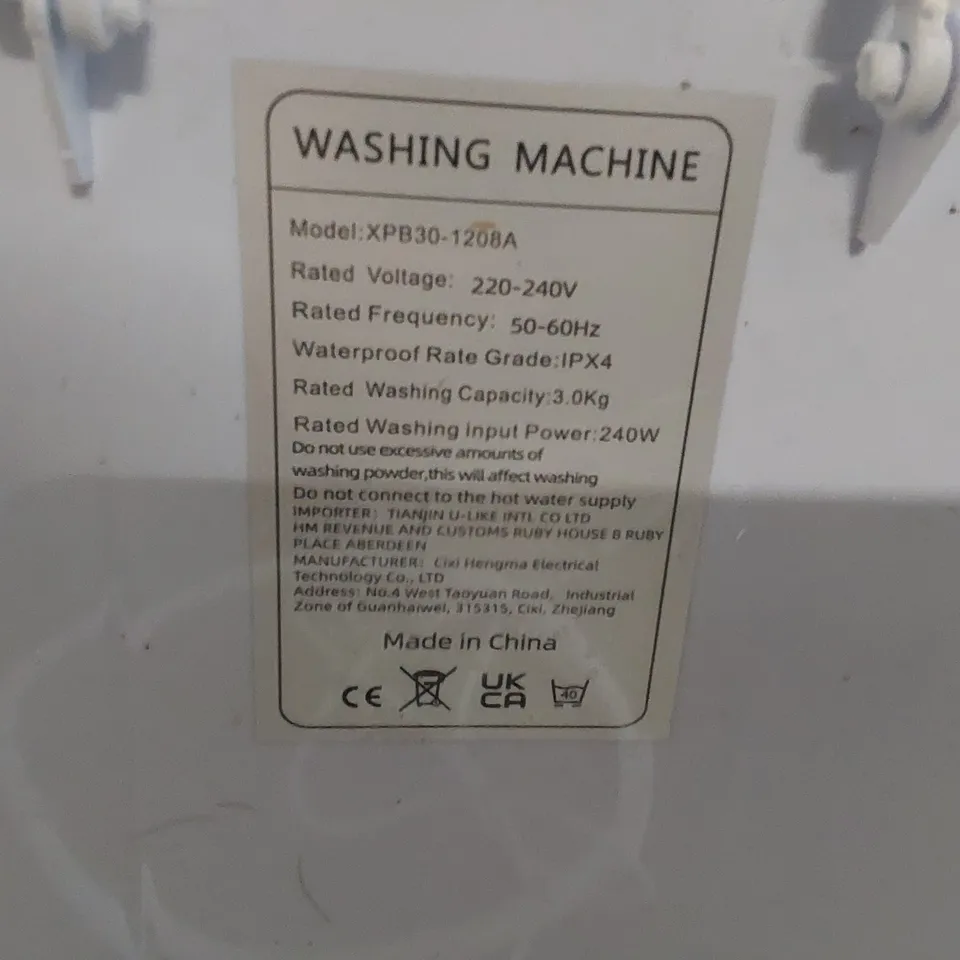 WASHING MACHINE
Model:XPB30-1208A
Rated Voltage: 220-240V
Rated Frequency: 50-60Hz
Waterproof Rate Grade:IPX4
Rated Washing Capacity:3.0Kg
Rated Washing input Power:240W
Do not use excessive amounts of
washing powder,this will affect washing
Do not connect to the hot water supply
IMPORTER: TIANJIN U-LIKE INTL CO LTD
HM REVENUE AND CUSTOMS RUBY HOUSE 8 RUBY
PLACE ABERDEEN
MANUFACTURER: Cixi Hengma Electrical
Technology Co., LTD
Address: No.4 West Taoyuan Road, Industrial
Zone of Guanhaiwei, 315315, Cixi, Zhejiang
Made in China
CE UK
CA 40